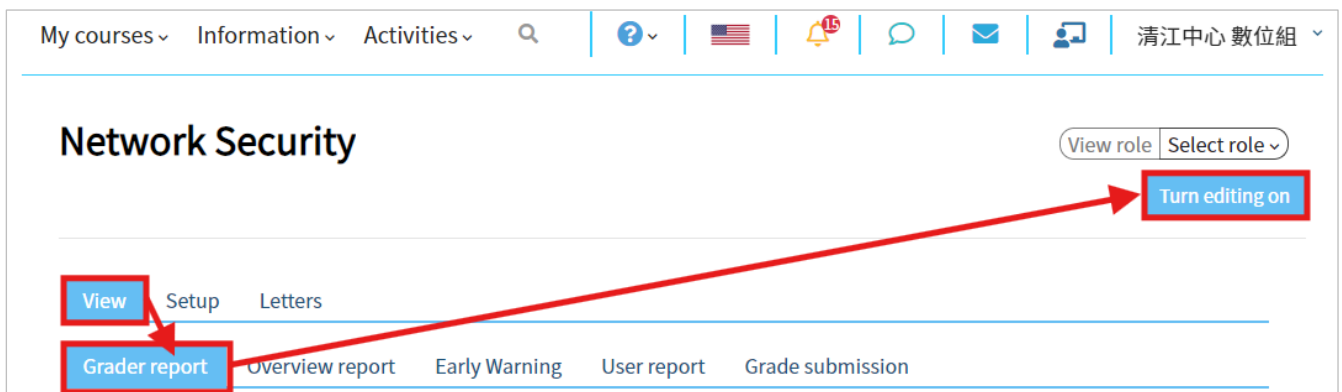 My courses Information Activities 15 清江中心 數位組
Network Security
View role Select role
Turn editing on
View Setup Letters
Grader report Overview report Early Warning User report Grade submission